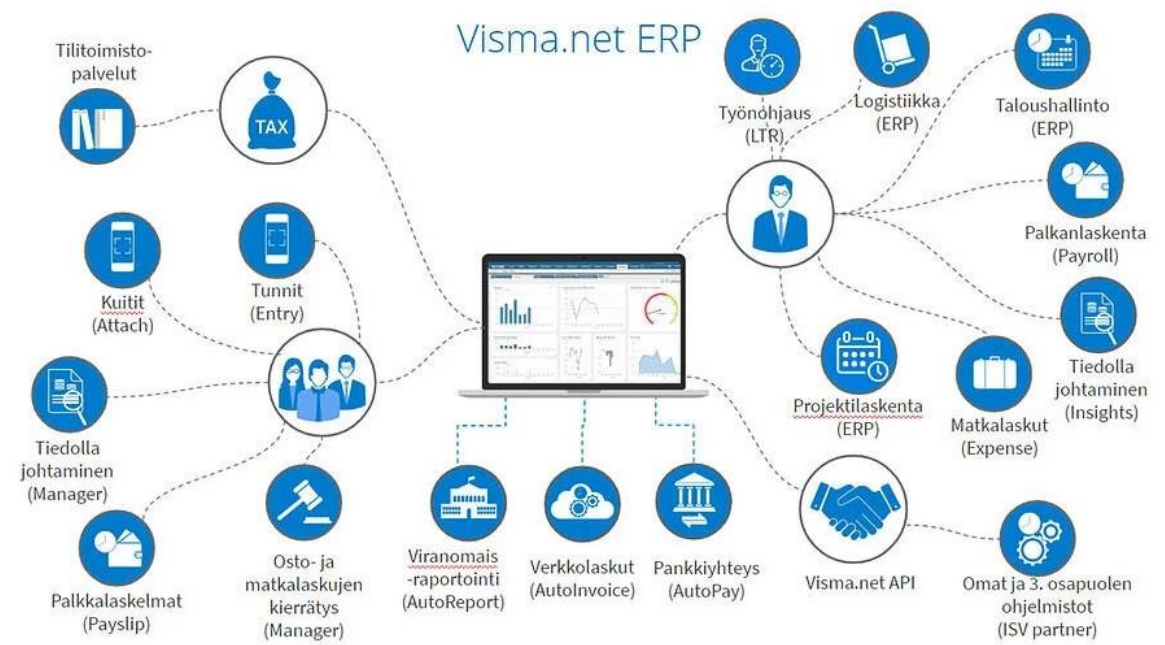 Visma.net ERP
Tilitoimisto-
palvelut
TAX
Työnohjaus
(LTR)
Logistiikka
(ERP)
Taloushallinto
(ERP)
Palkanlaskenta
(Payroll)
Kuitit
(Attach)
Tunnit
(Entry)
Tiedolla
johtaminen
(Insights)
Projektilaskenta
(ERP)
Matkalaskut
(Expense)
Tiedolla
johtaminen
(Manager)
Palkkalaskelmat
(Payslip)
Osto- ja
matkalaskujen
kierrätys
(Manager)
Viranomais
-raportointi
(AutoReport)
Verkkolaskut
(AutoInvoice)
Pankkiyhteys
(AutoPay)
Visma.net API
Omat ja 3. osapuolen
ohjelmistot
(ISV partner)